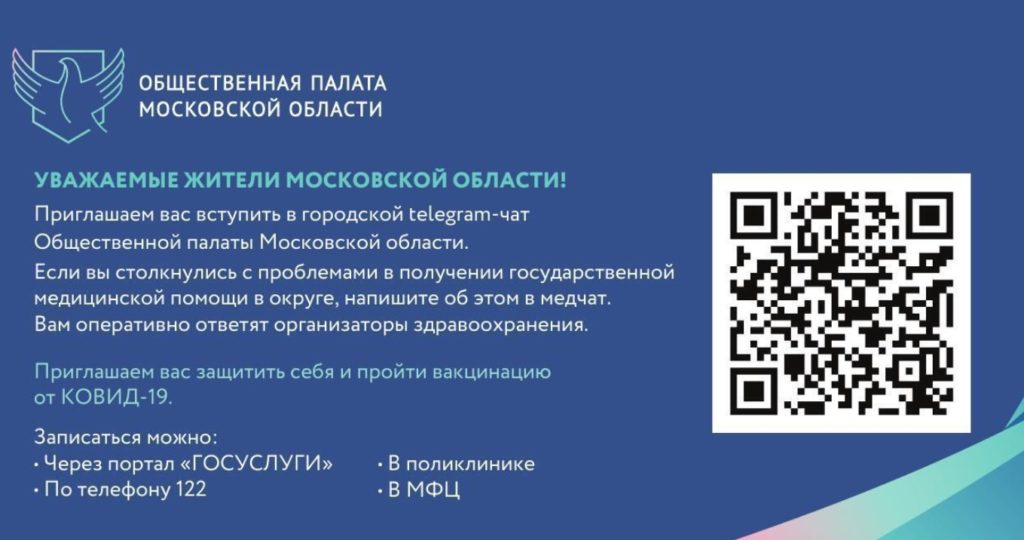 ОБЩЕСТВЕННАЯ ПАЛАТА
МОСКОВСКОЙ ОБЛАСТИ
УВАЖАЕМЫЕ ЖИТЕЛИ МОСКОВСКОЙ ОБЛАСТИ!
Приглашаем вас вступить в городской telegram-чат
Общественной палаты Московской области.
Если вы столкнулись с проблемами в получении государственной
медицинской помощи в округе, напишите об этом в медчат.
Вам оперативно ответят организаторы здравоохранения.
Приглашаем вас защитить себя и пройти вакцинацию
от КОВИД-19.
Записаться можно:
• Через портал «ГОСУСЛУГИ»
• По телефону 122
• В поликлинике
• В МФЦ